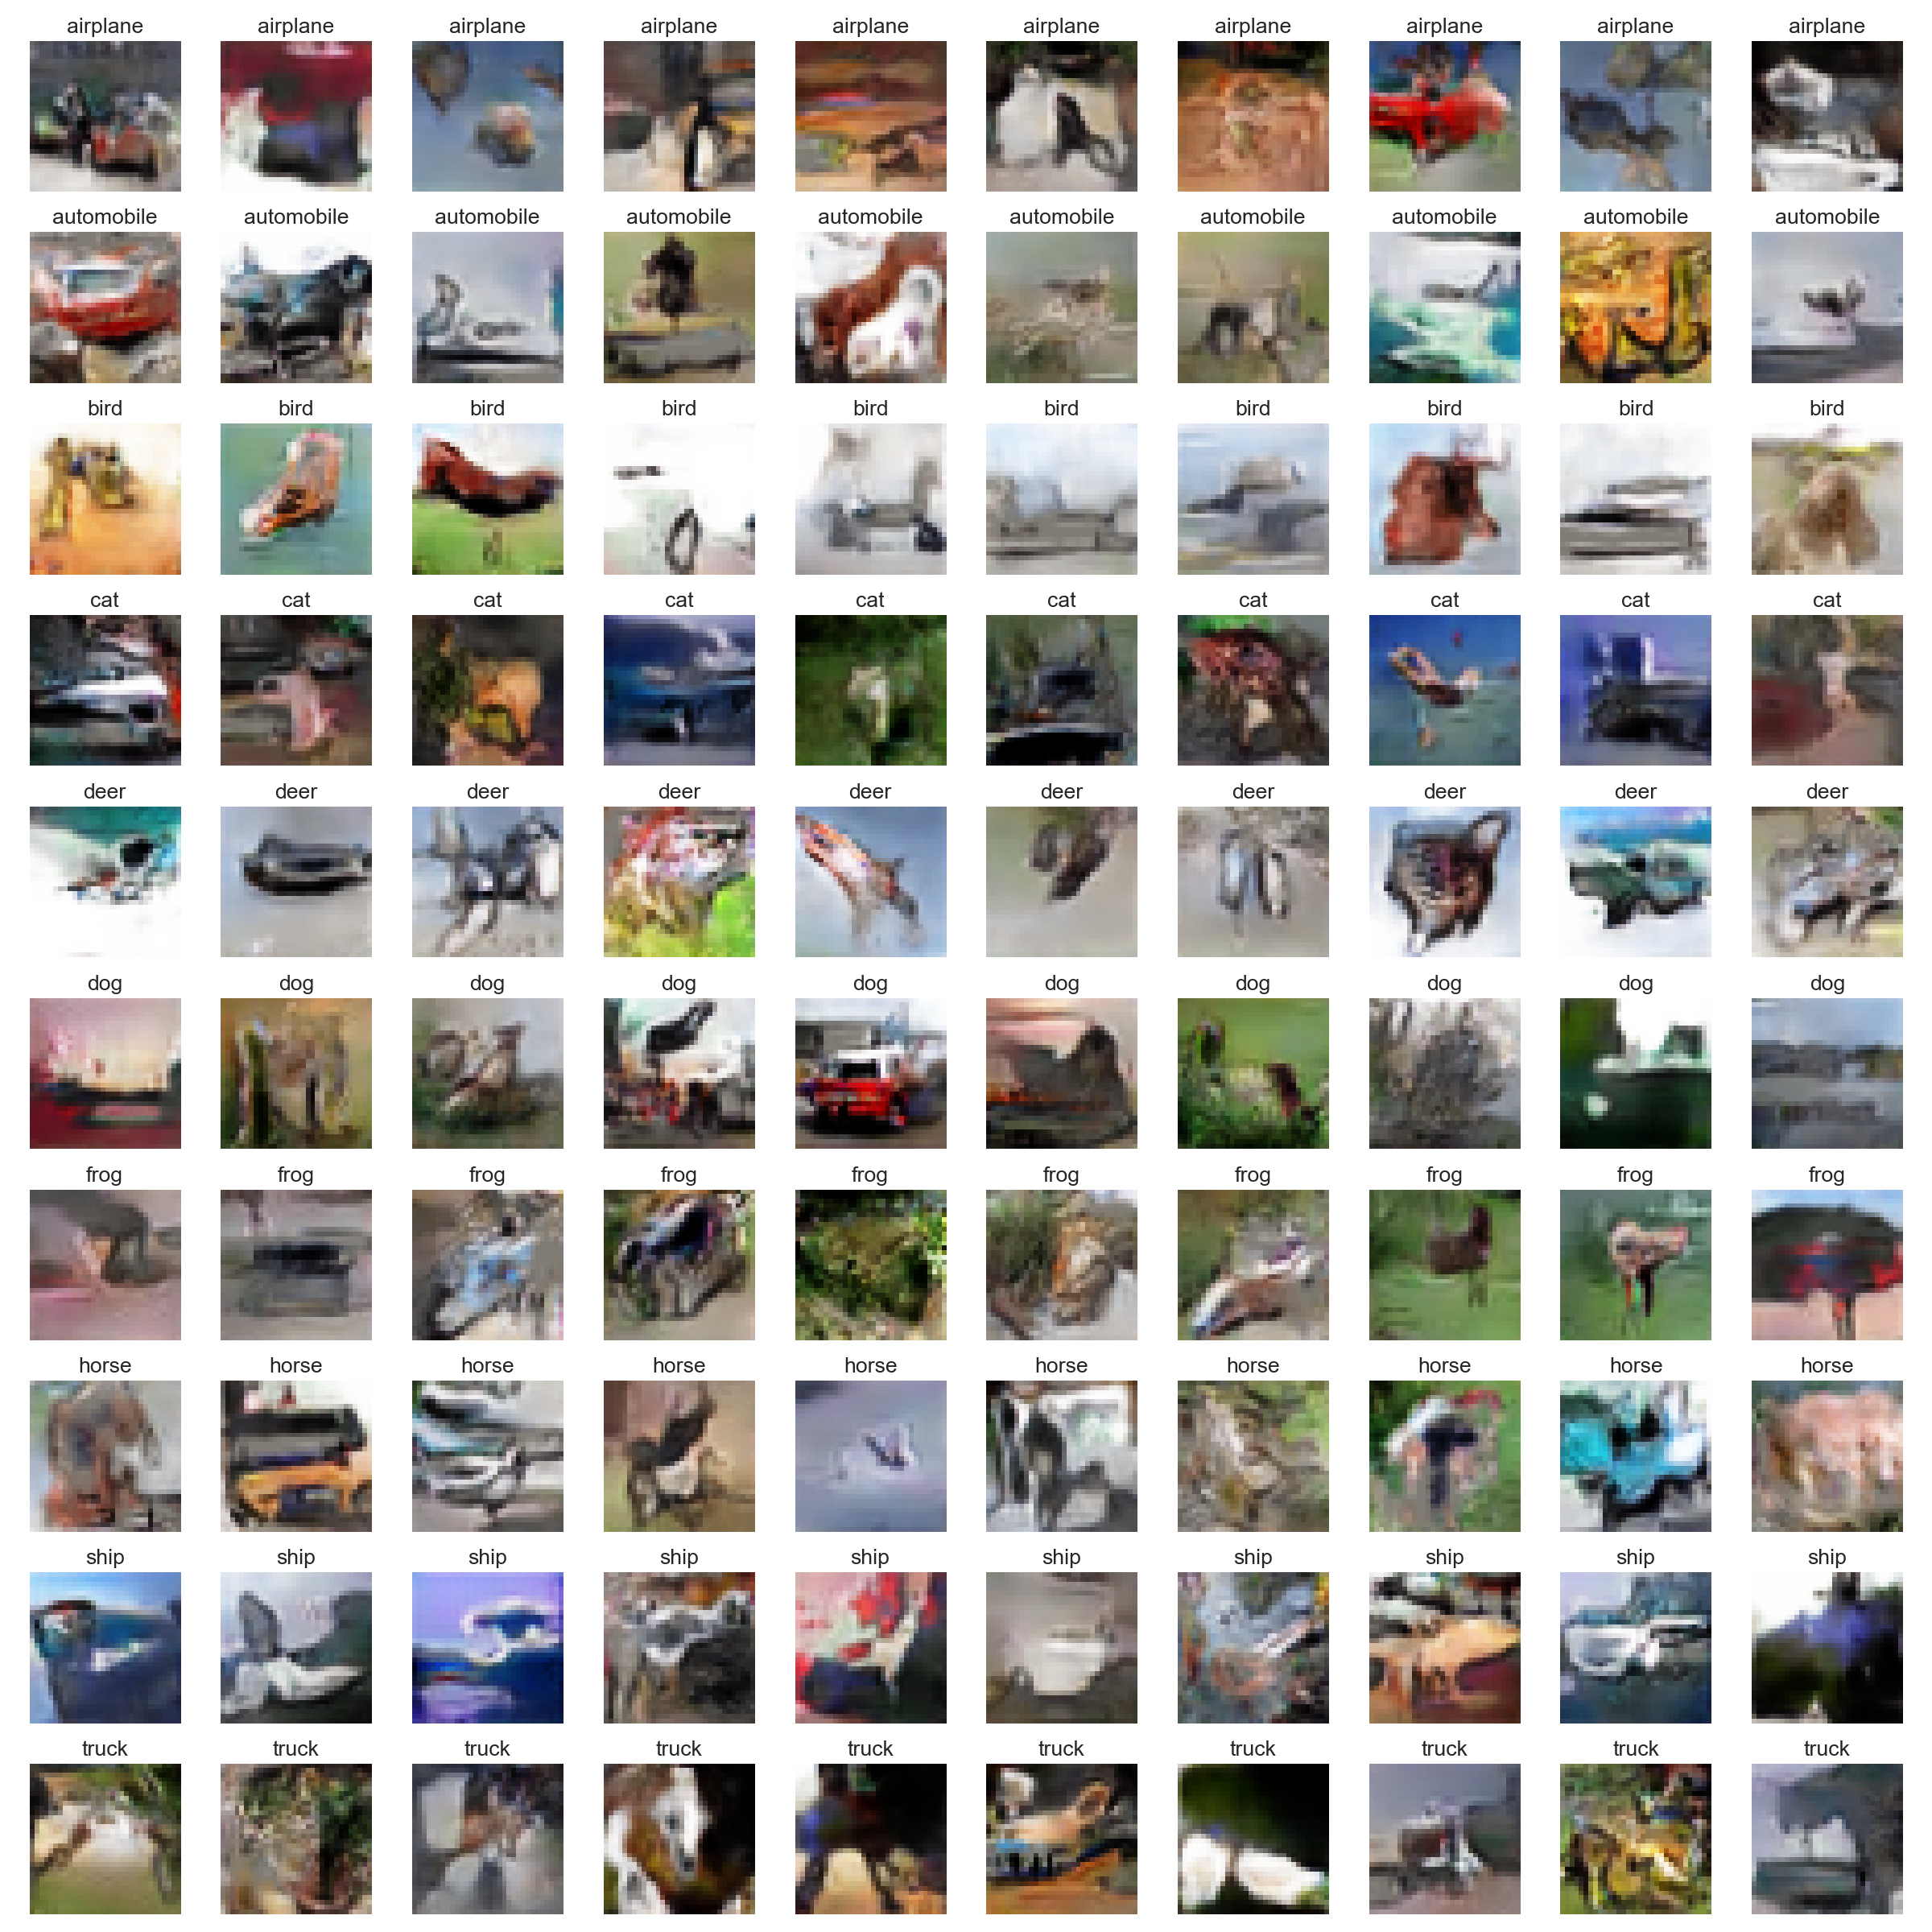 airplane airplane airplane airplane airplane airplane airplane airplane airplane airplane
automobile automobile automobile automobile automobile automobile automobile automobile automobile automobile
bird bird bird bird bird bird bird bird bird bird
cat cat cat cat cat cat cat cat cat cat
deer deer deer deer deer deer deer deer deer deer
dog dog dog dog dog dog dog dog dog dog
frog frog frog frog frog frog frog frog frog frog
horse horse horse horse horse horse horse horse horse horse
ship ship ship ship ship ship ship ship ship ship
truck truck truck truck truck truck truck truck truck truck